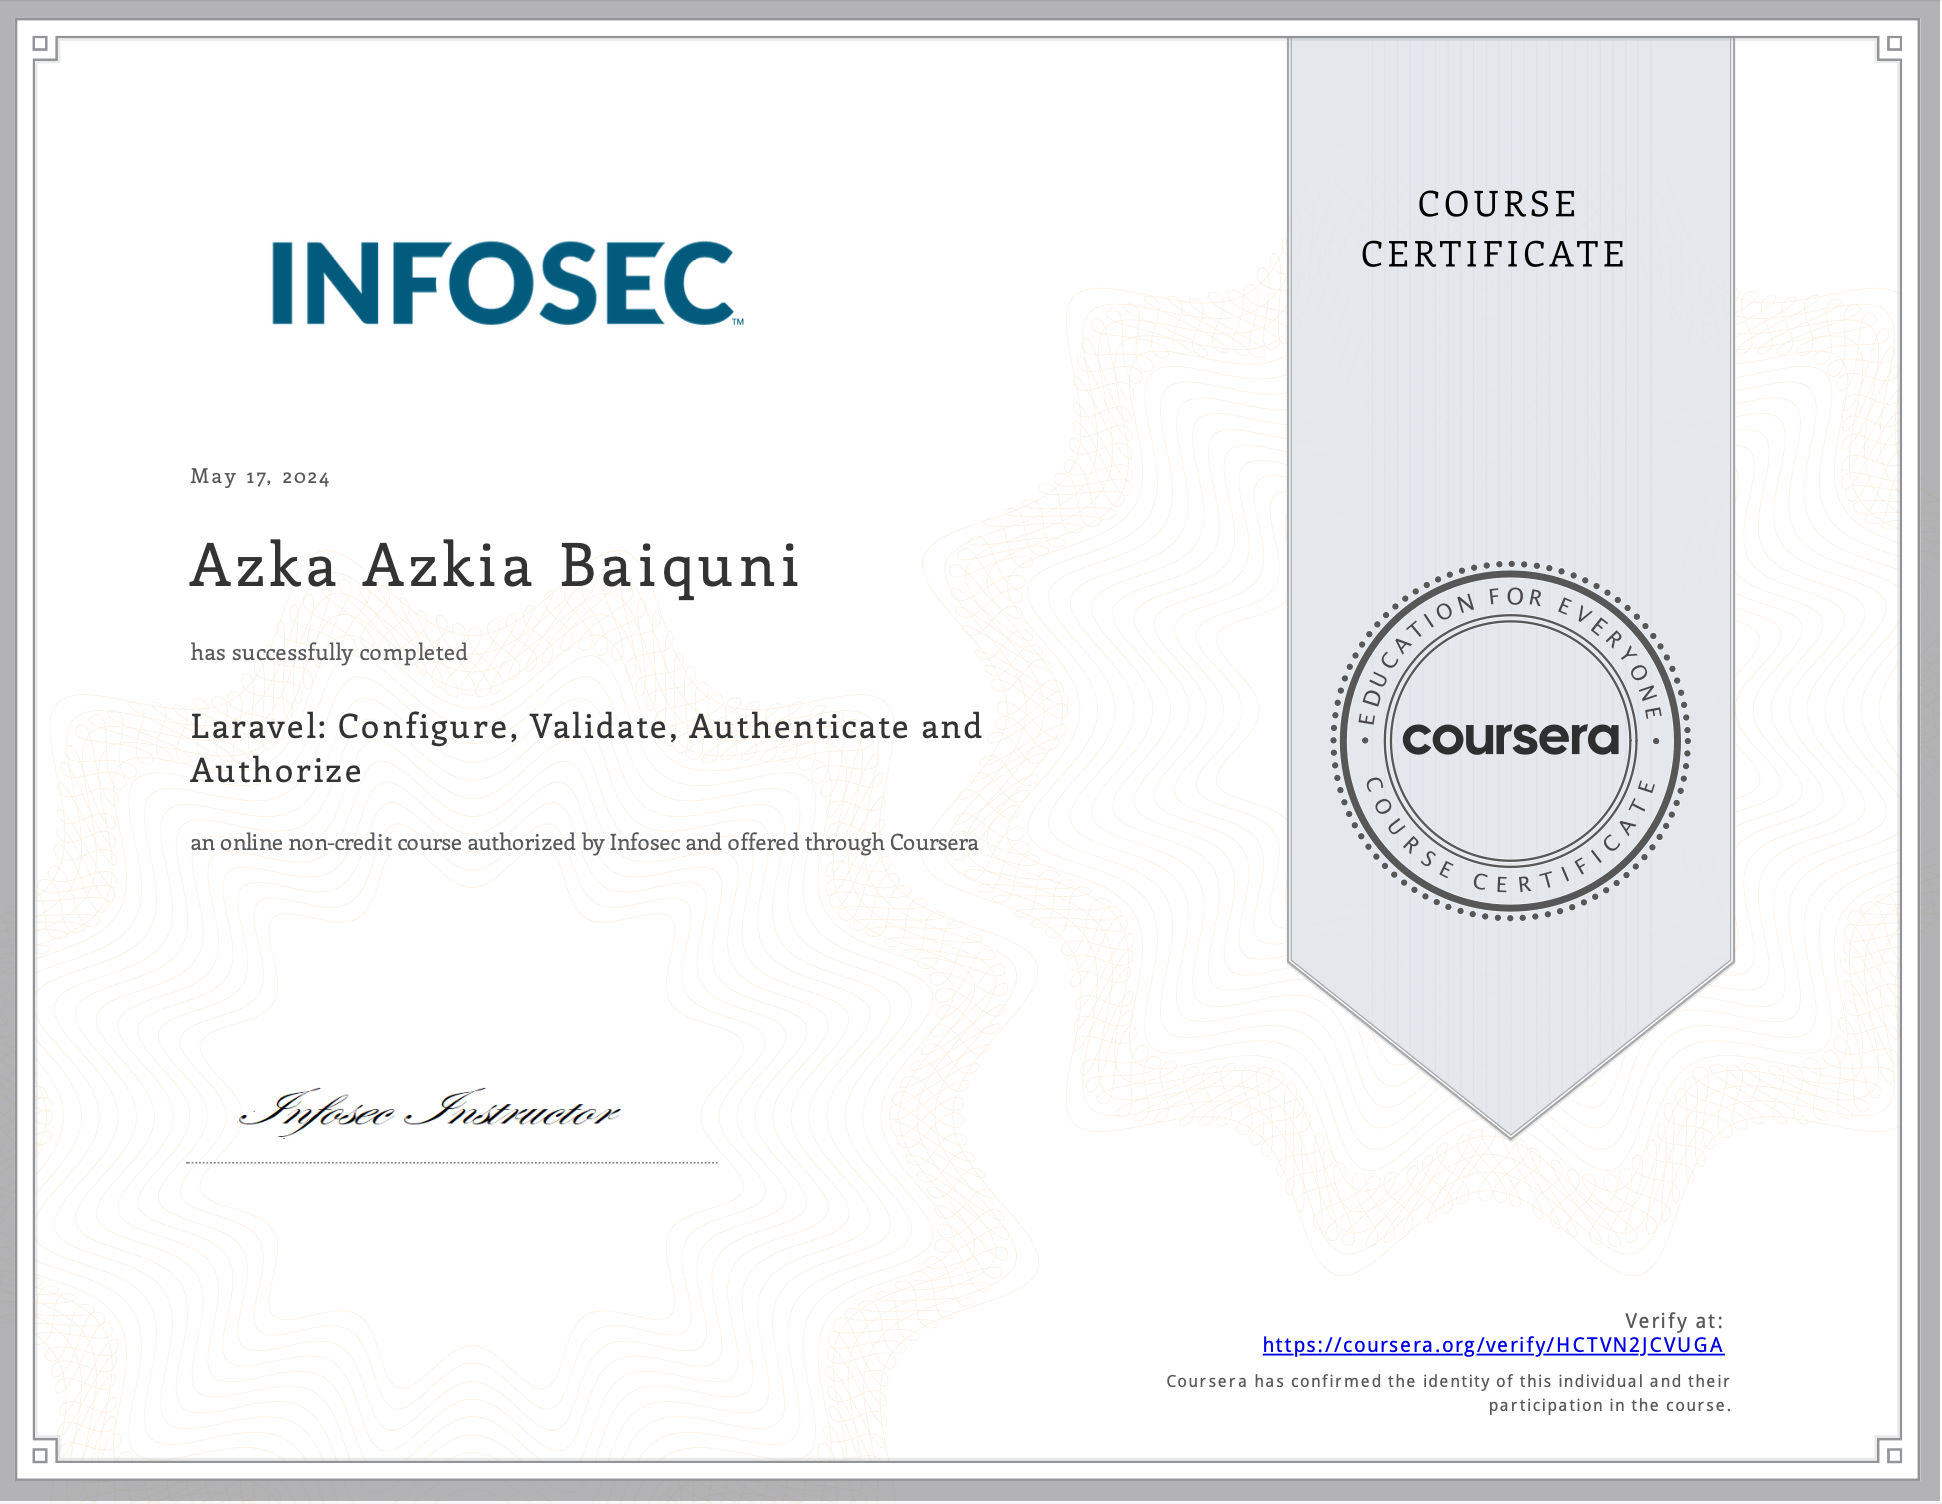 INFOSEC™
COURSE
CERTIFICATE
May 17, 2024
Azka Azkia Baiquni
has successfully completed
Laravel: Configure, Validate, Authenticate and
Authorize
an online non-credit course authorized by Infosec and offered through Coursera
EDUCATION FOR EVERYONE
coursera
COURSE CERTIFICATE
Infosec Instructor
Verify at:
https://coursera.org/verify/HCTVN2JCVUGA
Coursera has confirmed the identity of this individual and their
participation in the course.